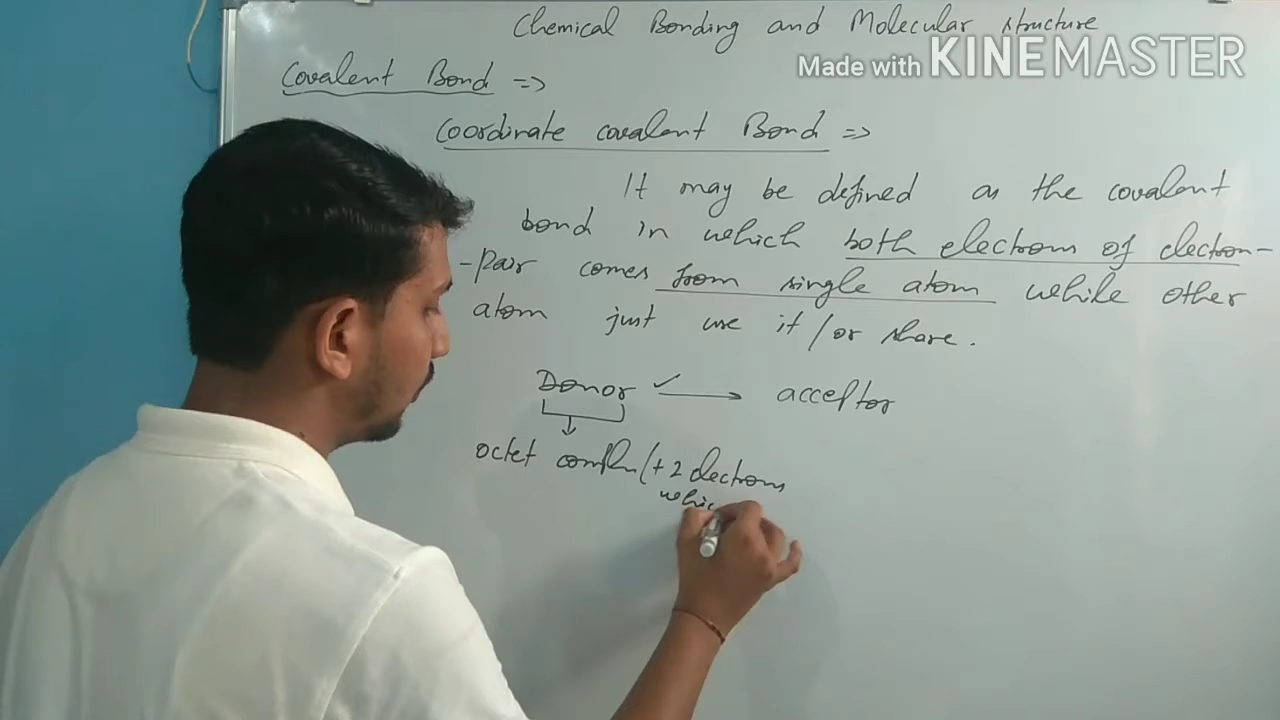 Chemical Bonding and Molecular structure
Made with KINEMASTER
Covalent Bond =>
Coordinate covalent Bond =>
It may be defined as the covalent
bond in which both electrons of electron-
-pair comes from single atom while other
atom just use it / or share.
Donor ✓ → acceptor
octet (+2 electrons
whic